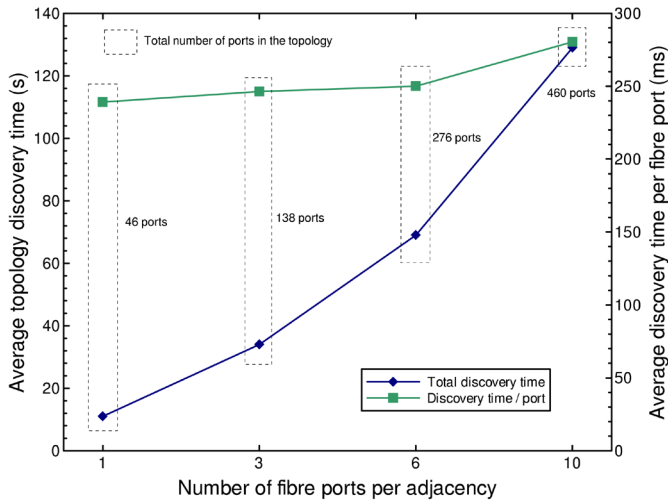 Total number of ports in the topology
46 ports
138 ports
276 ports
460 ports
Total discovery time
Discovery time / port
Average topology discovery time (s)
0
20
40
60
80
100
120
140
Average discovery time per fibre port (ms)
0
50
100
150
200
250
300
1
3
6
10
Number of fibre ports per adjacency